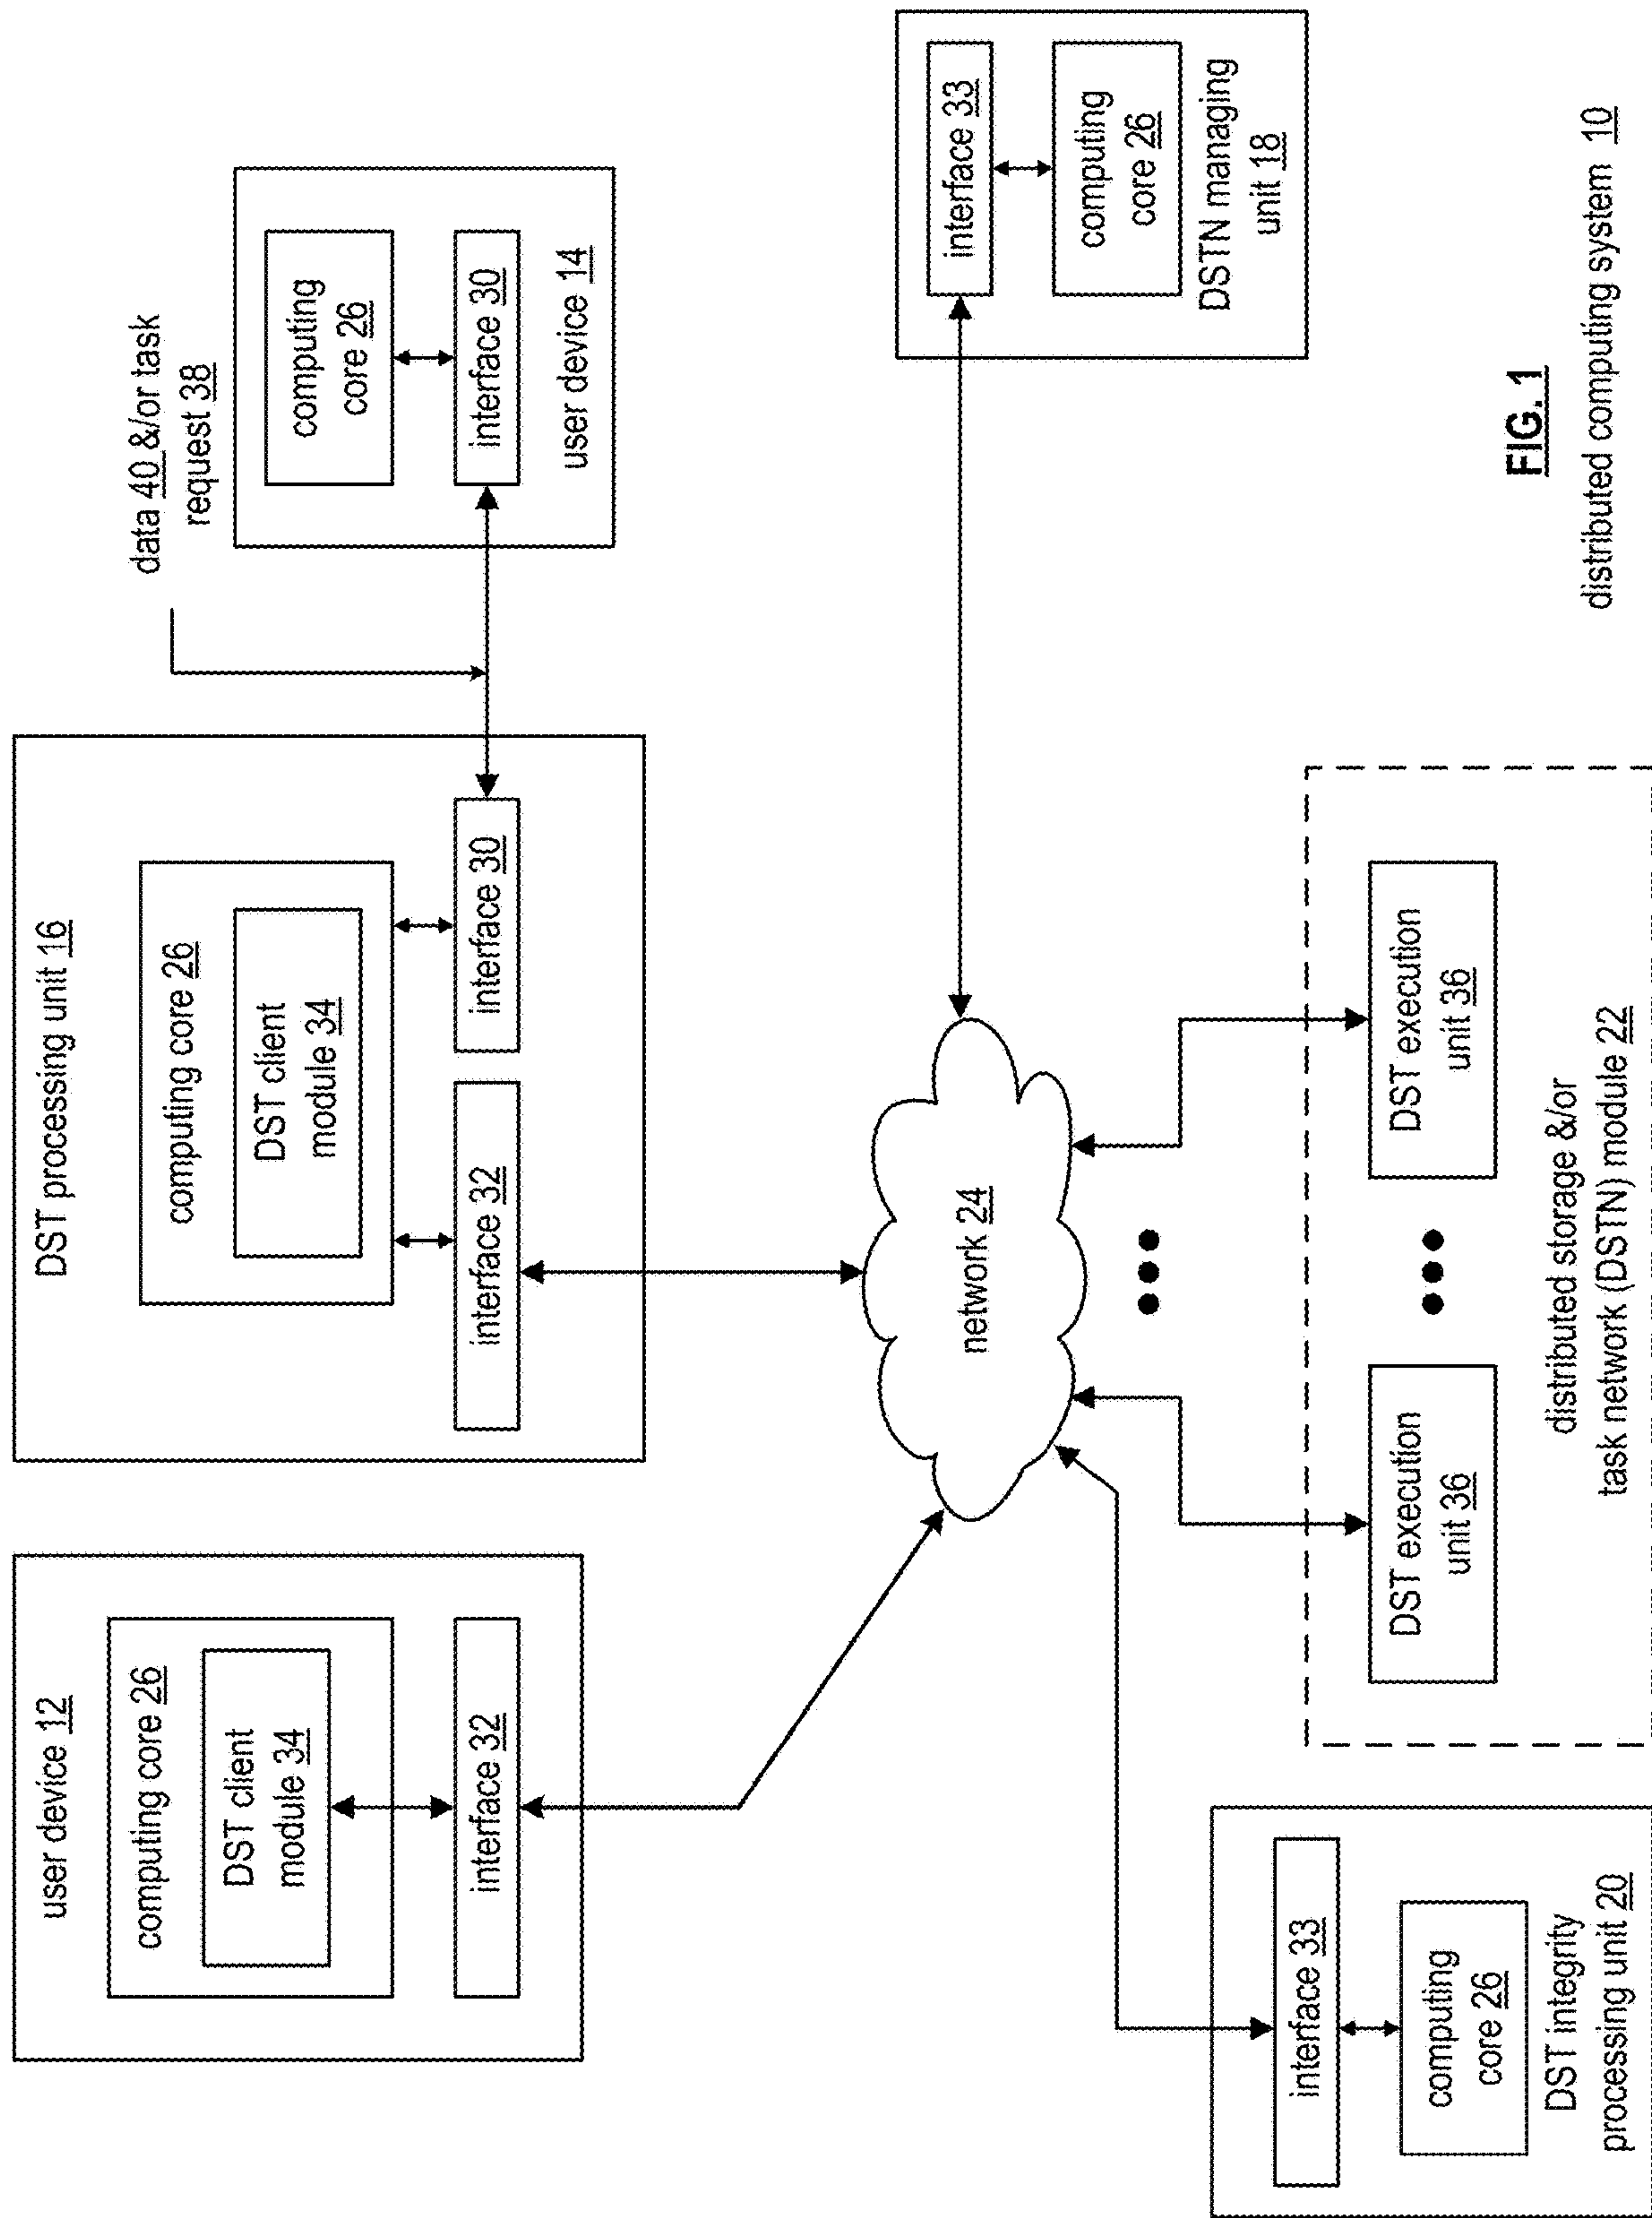 user device 12
computing core 26
DST client
module 34
interface 32
DST processing unit 16
computing core 26
DST client
module 34
interface 32
interface 30
data 40 &/or task
request 38
computing
core 26
interface 30
user device 14
network 24
interface 33
computing
core 26
DSTN managing
unit 18
interface 33
computing
core 26
DST integrity
processing unit 20
DST execution
unit 36
DST execution
unit 36
distributed storage &/or
task network (DSTN) module 22
FIG. 1
distributed computing system 10